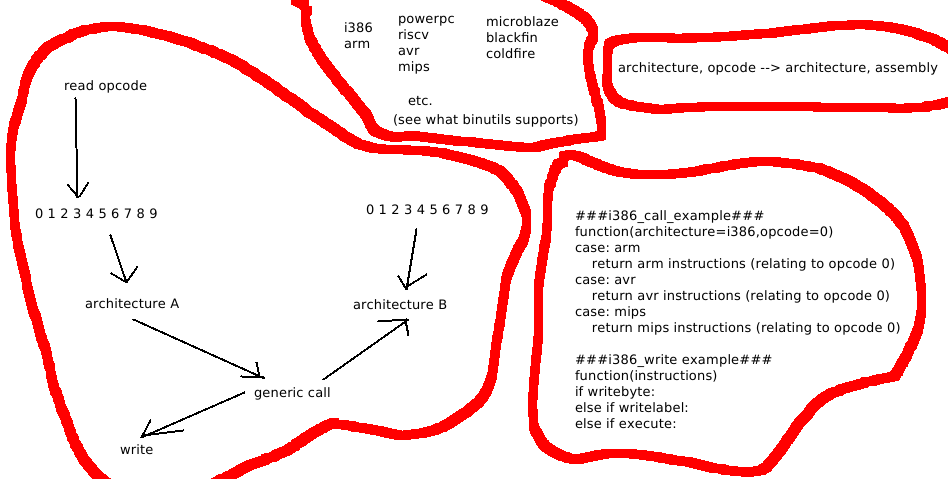 read opcode
0 1 2 3 4 5 6 7 8 9
architecture A
0 1 2 3 4 5 6 7 8 9
architecture B
generic call
write
i386
arm
powerpc
riscv
avr
mips
microblaze
blackfin
coldfire
etc.
(see what binutils supports)
architecture, opcode --> architecture, assembly
###i386_call_example###
function(architecture=i386,opcode=0)
case: arm
    return arm instructions (relating to opcode 0)
case: avr
    return avr instructions (relating to opcode 0)
case: mips
    return mips instructions (relating to opcode 0)
###i386_write example###
function(instructions)
if writebyte:
else if writelabel:
else if execute: